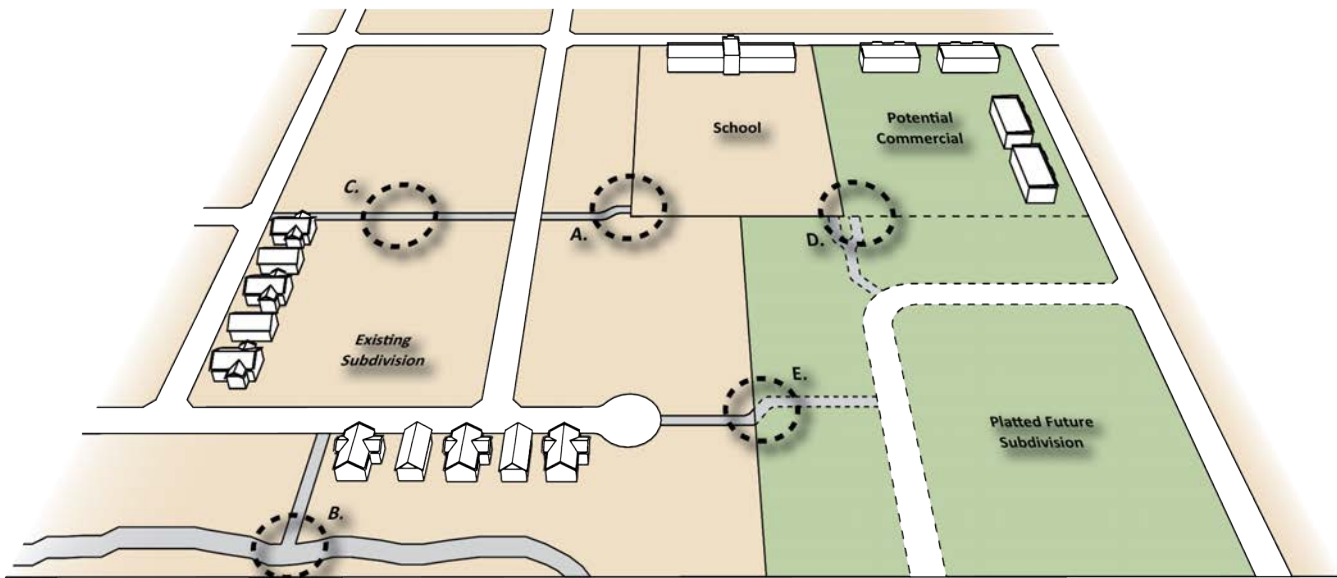 School
Potential
Commercial
C.
A.
D.
Existing
Subdivision
E.
Platted Future
Subdivision
B.